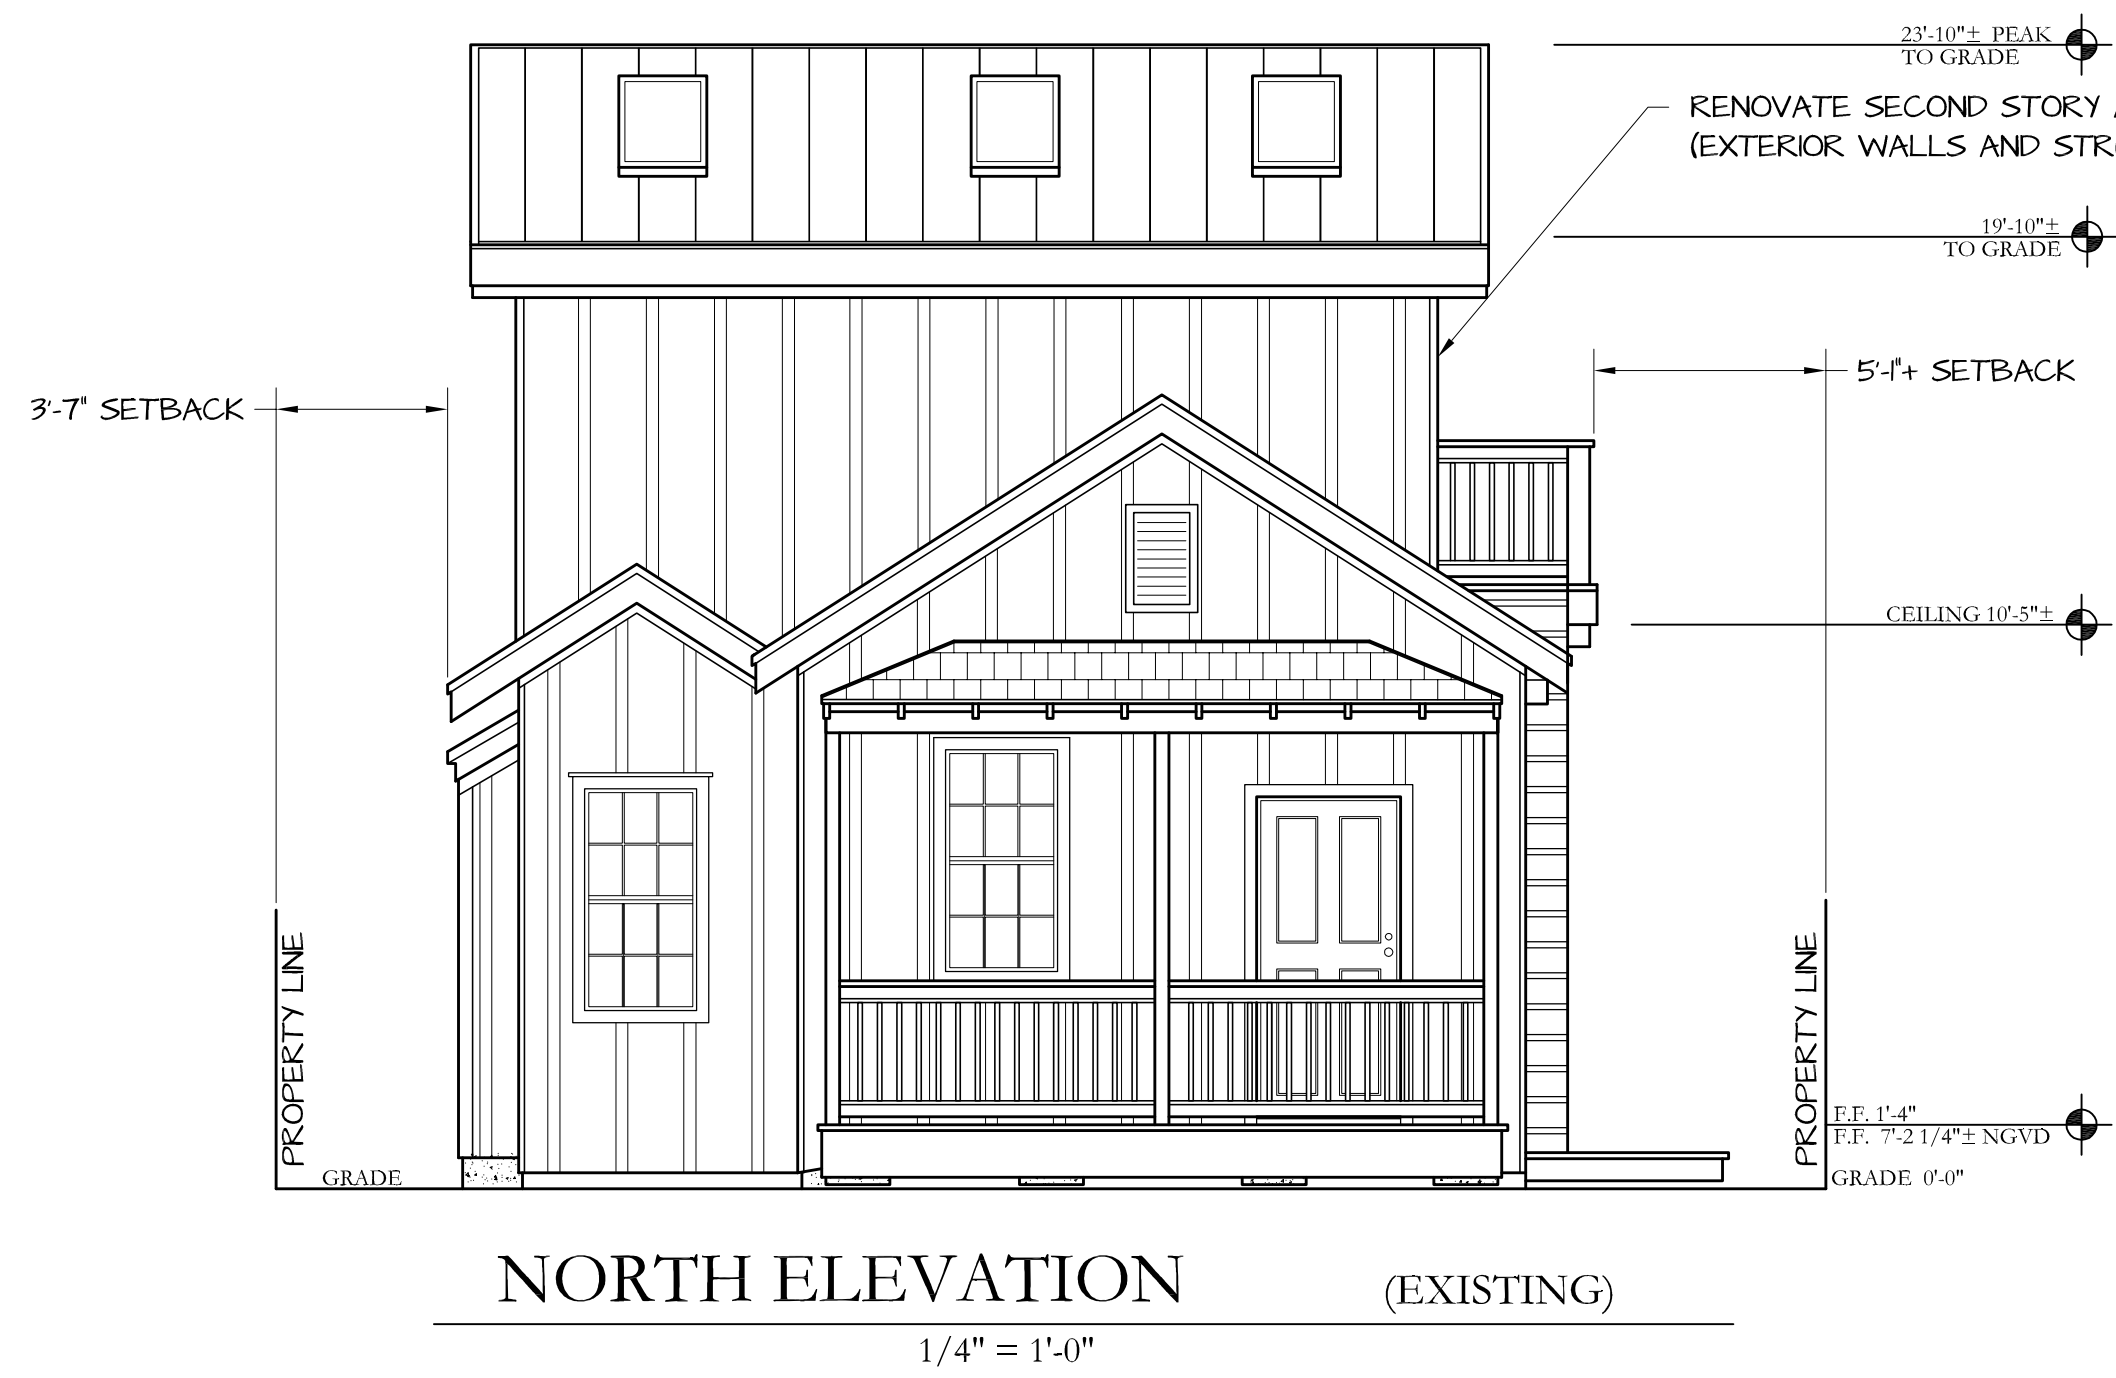 23'-10"± PEAK
TO GRADE
RENOVATE SECOND STORY
(EXTERIOR WALLS AND
19'-10"±
TO GRADE
5'-1"+ SETBACK
3'-7" SETBACK
CEILING 10'-5"±
PROPERTY LINE
PROPERTY LINE
F.F. 1'-4"
F.F. 7'-2 1/4"± NGVD
GRADE
GRADE 0'-0"
NORTH ELEVATION (EXISTING)
1/4" = 1'-0"